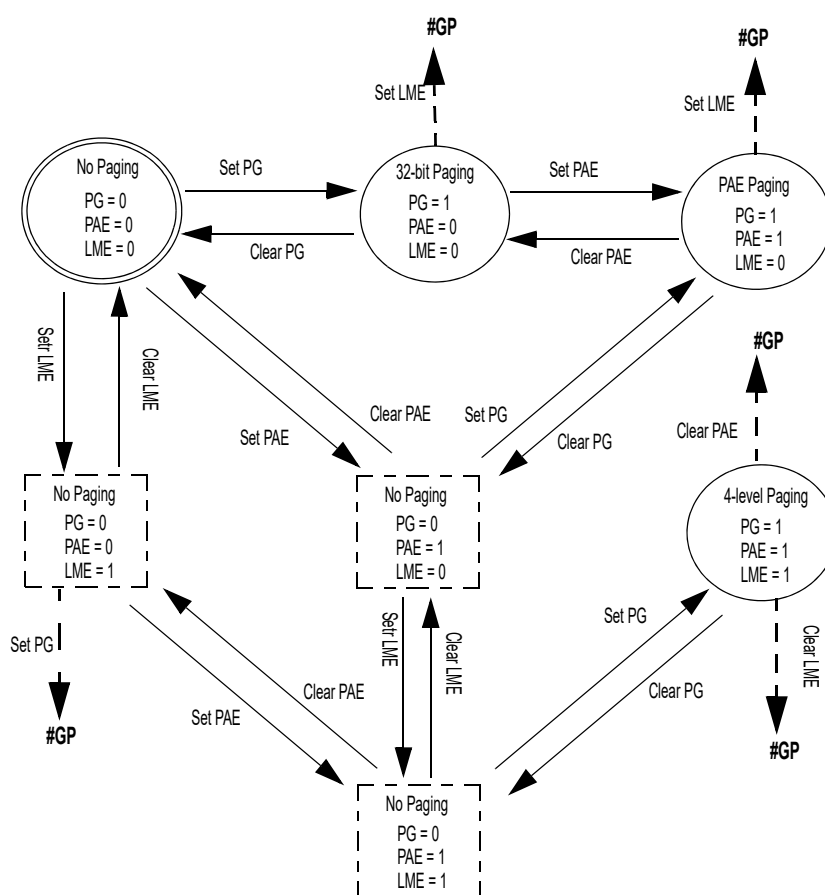 #GP
#GP
Set LME
Set LME
No Paging
PG = 0
PAE = 0
LME = 0
Set PG
Clear PG
32-bit Paging
PG = 1
PAE = 0
LME = 0
Set PAE
Clear PAE
PAE Paging
PG = 1
PAE = 1
LME = 0
Setr LME
Clear LME
Set PAE
Clear PAE
Set PG
Clear PG
#GP
Clear PAE
No Paging
PG = 0
PAE = 0
LME = 1
No Paging
PG = 0
PAE = 1
LME = 0
4-level Paging
PG = 1
PAE = 1
LME = 1
Set PG
#GP
Set PAE
Clear PAE
Setr LME
Clear LME
Set PG
Clear PG
Clear LME
#GP
No Paging
PG = 0
PAE = 1
LME = 1